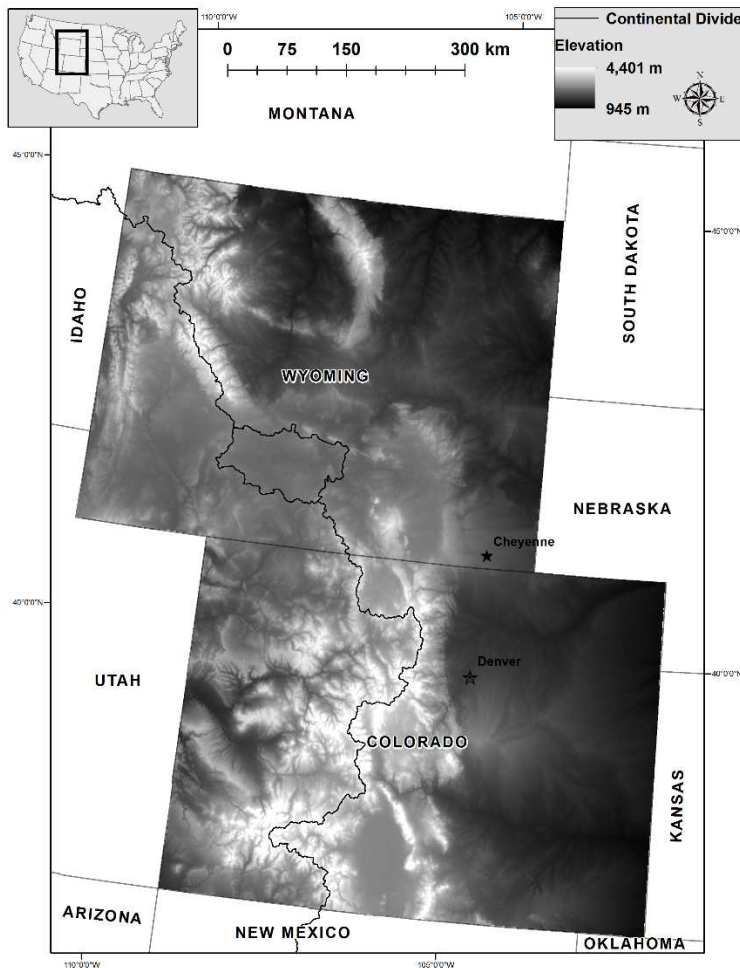 110°0'0"W
105°0'0"W
Continental Divide
0 75 150 300 km
Elevation
4,401 m
945 m
N
W E
S
MONTANA
45°0'0"N
45°0'0"N
SOUTH DAKOTA
IDAHO
WYOMING
NEBRASKA
Cheyenne
40°0'0"N
40°0'0"N
Denver
UTAH
COLORADO
KANSAS
ARIZONA
NEW MEXICO
OKLAHOMA
110°0'0"W
105°0'0"W